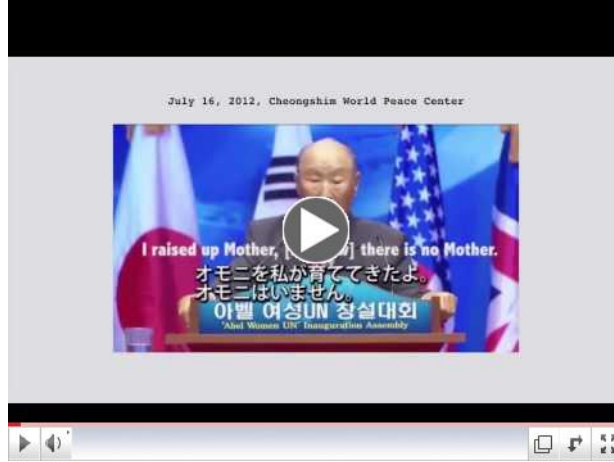 July 16, 2012, Cheongshim World Peace Center
I raised up Mother, [ ] there is no Mother.
オモニを私が育ててきたよ。
オモニはいません。
아벨 여성UN 창설대회
"Abel Women UN" Inauguration Assembly